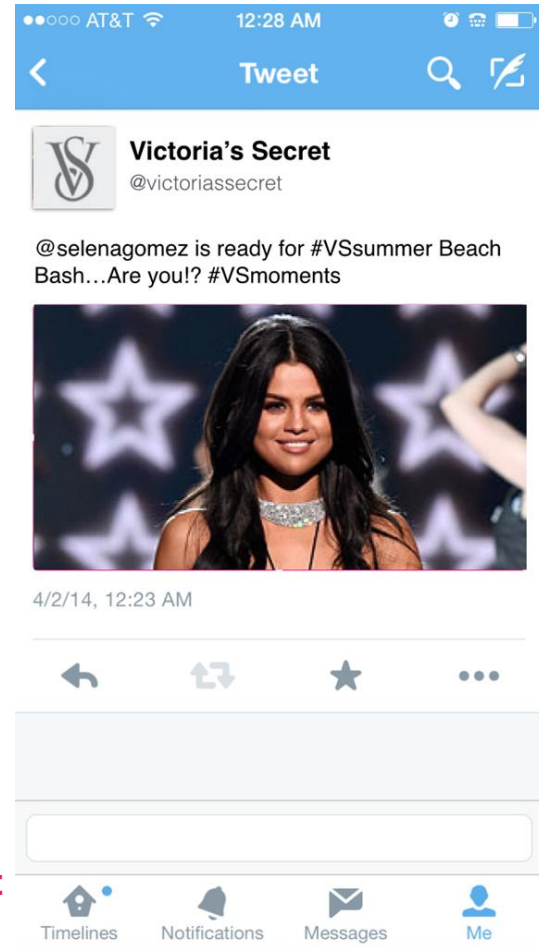 AT&T 12:28 AM
Tweet
VS
Victoria’s Secret
@victoriassecret
@selenagomez is ready for #VSsummer Beach
Bash…Are you!? #VSmoments
4/2/14, 12:23 AM
Timelines Notifications Messages Me